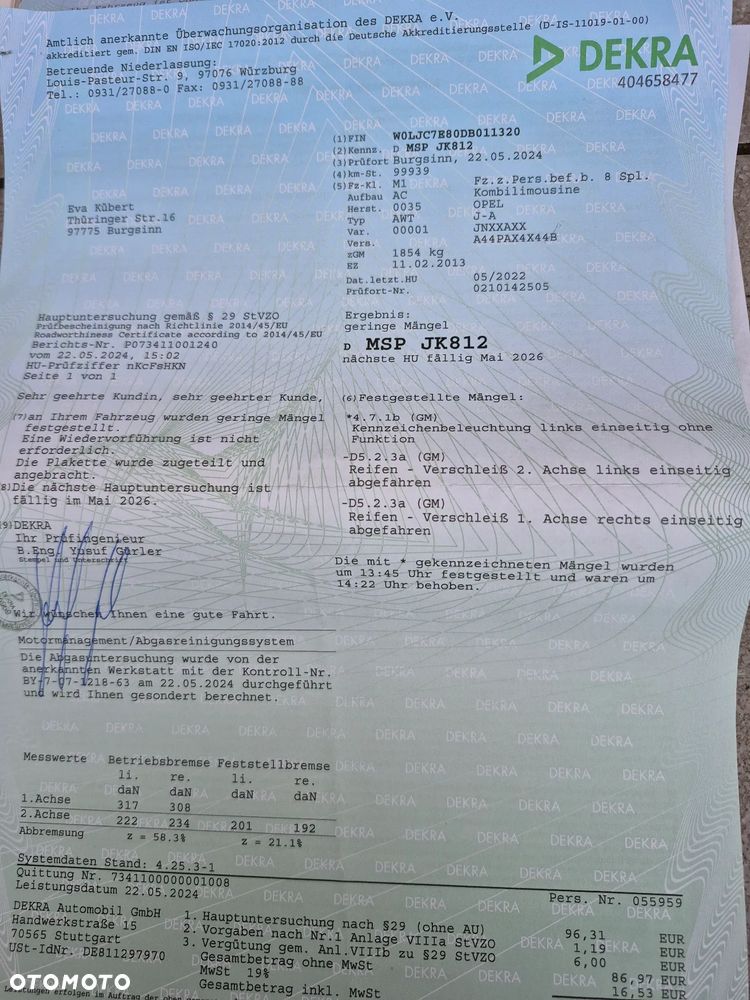 Amtlich anerkannte Überwachungsorganisation des DEKRA e.V.
akkreditiert gem. DIN EN ISO/IEC 17020:2012 durch die Deutsche Akkreditierungsstelle (D-IS-11019-01-00)
Betreuende Niederlassung:
Louis-Pasteur-Str. 9, 97076 Würzburg
Tel.: 0931/27088-0 Fax: 0931/27088-88
DEKRA
404658477
(1) FIN W0LJC7E80DB011320
(2) Kennz. D MSP JK812
(3) Prüfort Burgsinn, 22.05.2024
(4) km-St. 99939
(5) Fz-Kl. M1 Fz.z.Pers.bef.b. 8 Spl.
Aufbau AC Kombilimousine
Herst. 0035 OPEL
Typ AWT J-A
Var. 00001 JNXXAXX
Vers. A44PAX4X44B
zGM 1854 kg
EZ 11.02.2013
Dat.letzt.HU 05/2022
Prüfort-Nr. 0210142505
Eva Kübert
Thüringer Str.16
97775 Burgsinn
Hauptuntersuchung gemäß § 29 StVZO
Prüfbescheinigung nach Richtlinie 2014/45/EU
Roadworthiness Certificate according to 2014/45/EU
Berichts-Nr. P073411001240
vom 22.05.2024, 15:02
HU-Prüfziffer nKcFsHKN
Seite 1 von 1
Ergebnis:
geringe Mängel
D MSP JK812
nächste HU fällig Mai 2026
Sehr geehrte Kundin, sehr geehrter Kunde,
(7) an Ihrem Fahrzeug wurden geringe Mängel
festgestellt.
Eine Wiedervorführung ist nicht
erforderlich.
Die Plakette wurde zugeteilt und
angebracht.
(8) Die nächste Hauptuntersuchung ist
fällig im Mai 2026.
(9) DEKRA
Ihr Prüfingenieur
B.Eng. Yusuf Gürler
Stempel und Unterschrift
Wir wünschen Ihnen eine gute Fahrt.
(6) Festgestellte Mängel:
*4.7.1b (GM)
Kennzeichenbeleuchtung links einseitig ohne
Funktion
-D5.2.3a (GM)
Reifen - Verschleiß 2. Achse links einseitig
abgefahren
-D5.2.3a (GM)
Reifen - Verschleiß 1. Achse rechts einseitig
abgefahren
Die mit * gekennzeichneten Mängel wurden
um 13:45 Uhr festgestellt und waren um
14:22 Uhr behoben.
Motormanagement/Abgasreinigungssystem
Die Abgasuntersuchung wurde von der
anerkannten Werkstatt mit der Kontroll-Nr.
BY-7-07-1218-63 am 22.05.2024 durchgeführt
und wird Ihnen gesondert berechnet.
Messwerte Betriebsbremse Feststellbremse
li. re. li. re.
daN daN daN daN
1.Achse 317 308
2.Achse 222 234 201 192
Abbremsung z = 58.3% z = 21.1%
Systemdaten Stand: 4.25.3-1
Quittung Nr. 7341100000001008
Leistungsdatum 22.05.2024
Pers. Nr. 055959
DEKRA Automobil GmbH
Handwerkstraße 15
70565 Stuttgart
USt-IdNr. DE811297970
1. Hauptuntersuchung nach §29 (ohne AU) 96,31 EUR
2. Vorgaben nach Nr.1 Anlage VIIIa StVZO 1,19 EUR
3. Vergütung gem. Anl.VIIIb zu §29 StVZO 6,00 EUR
Gesamtbetrag ohne MwSt 86,97 EUR
MwSt 19% 16,53 EUR
Gesamtbetrag inkl. MwSt
OTOMOTO